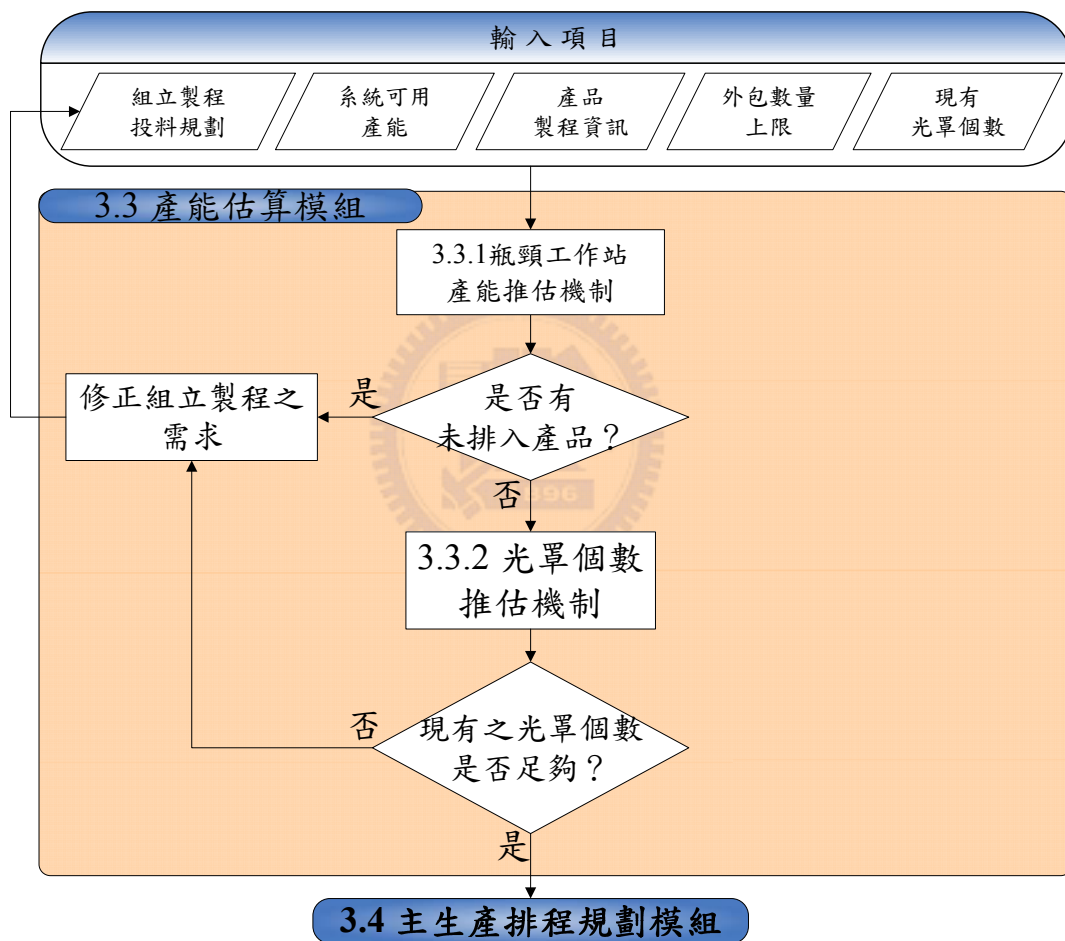 輸入項目
組立製程
投料規劃
系統可用
產能
產品
製程資訊
外包數量
上限
現有
光罩個數
3.3 產能估算模組
3.3.1瓶頸工作站
產能推估機制
是否有
未排入產品？
是
修正組立製程之
需求
否
3.3.2 光罩個數
推估機制
現有之光罩個數
是否足夠？
否
是
3.4 主生產排程規劃模組